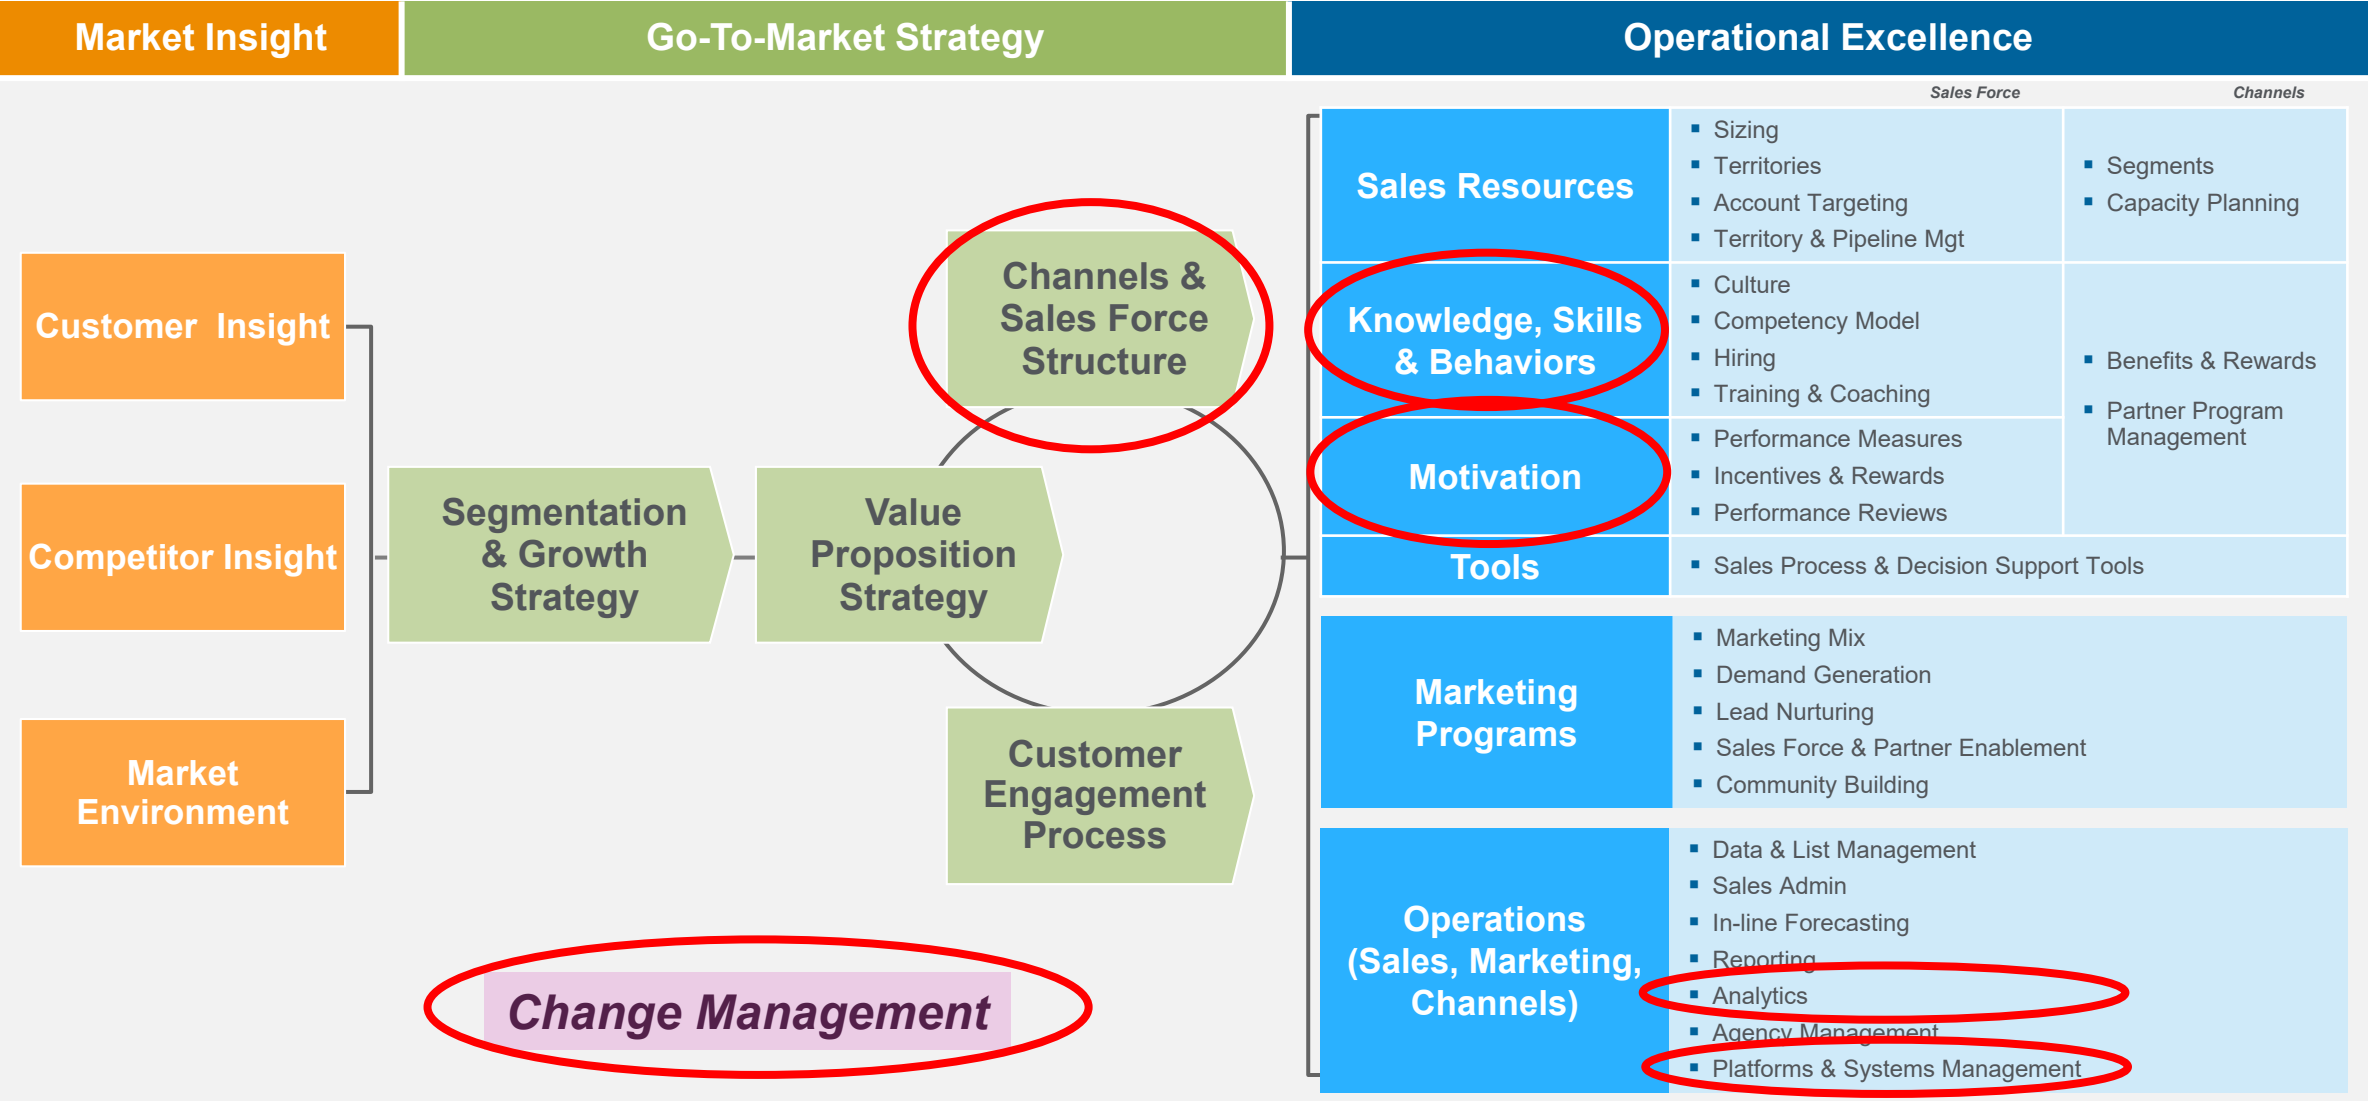 Market Insight
Go-To-Market Strategy
Operational Excellence
Sales Force
Channels
Customer  Insight
Competitor Insight
Market
Environment
Segmentation
& Growth
Strategy
Value
Proposition
Strategy
Channels &
Sales Force
Structure
Customer
Engagement
Process
Change Management
Sales Resources
▪ Sizing
▪ Territories
▪ Account Targeting
▪ Territory & Pipeline Mgt
▪ Segments
▪ Capacity Planning
Knowledge, Skills
& Behaviors
▪ Culture
▪ Competency Model
▪ Hiring
▪ Training & Coaching
▪ Benefits & Rewards
▪ Partner Program
Management
Motivation
▪ Performance Measures
▪ Incentives & Rewards
▪ Performance Reviews
Tools
▪ Sales Process & Decision Support Tools
Marketing
Programs
▪ Marketing Mix
▪ Demand Generation
▪ Lead Nurturing
▪ Sales Force & Partner Enablement
▪ Community Building
Operations
(Sales, Marketing,
Channels)
▪ Data & List Management
▪ Sales Admin
▪ In-line Forecasting
▪ Reporting
▪ Analytics
▪ Agency Management
▪ Platforms & Systems Management